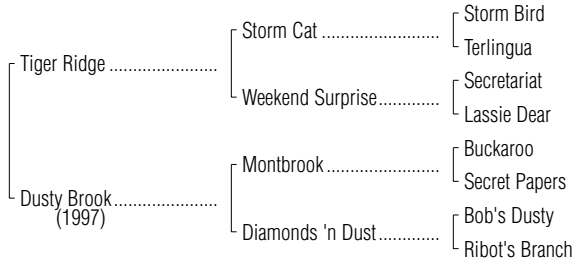 Storm Bird
Storm Cat ........................
Terlingua
Tiger Ridge ......................
Secretariat
Weekend Surprise.............
Lassie Dear
Buckaroo
Montbrook .......................
Secret Papers
Dusty Brook.....................
(1997)
Bob's Dusty
Diamonds 'n Dust.............
Ribot's Branch